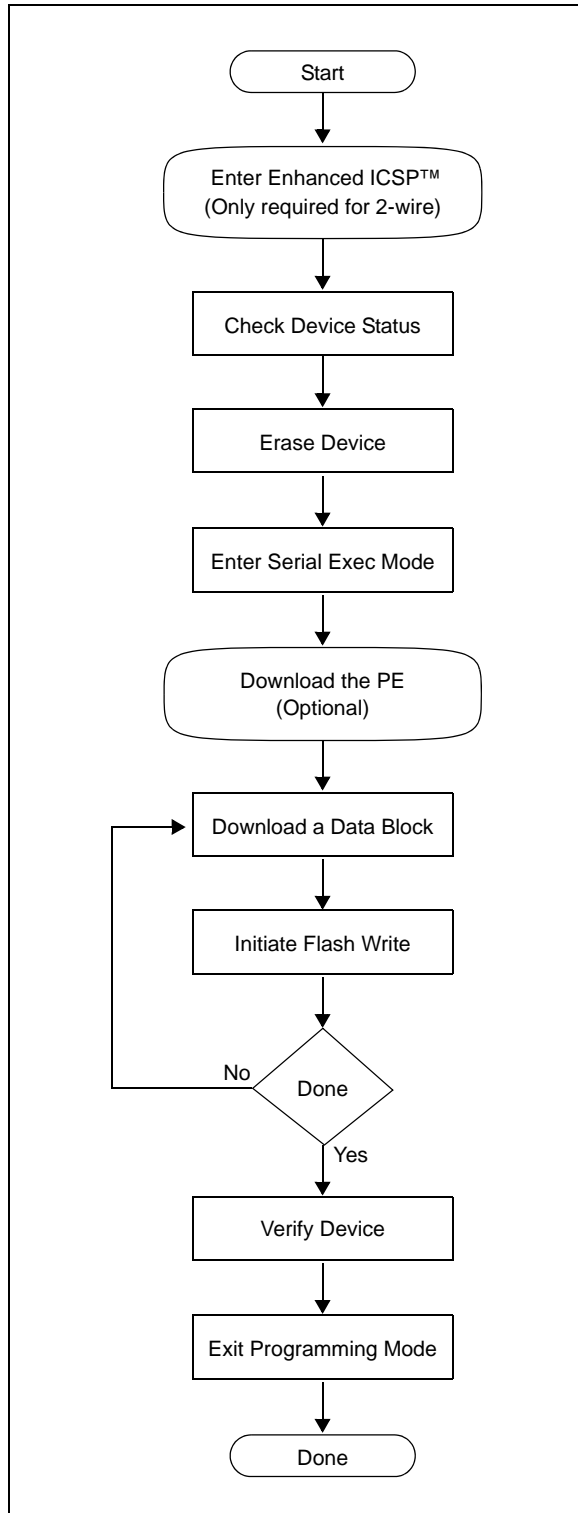 Start
Enter Enhanced ICSP™
(Only required for 2-wire)
Check Device Status
Erase Device
Enter Serial Exec Mode
Download the PE
(Optional)
Download a Data Block
Initiate Flash Write
No
Done
Yes
Verify Device
Exit Programming Mode
Done